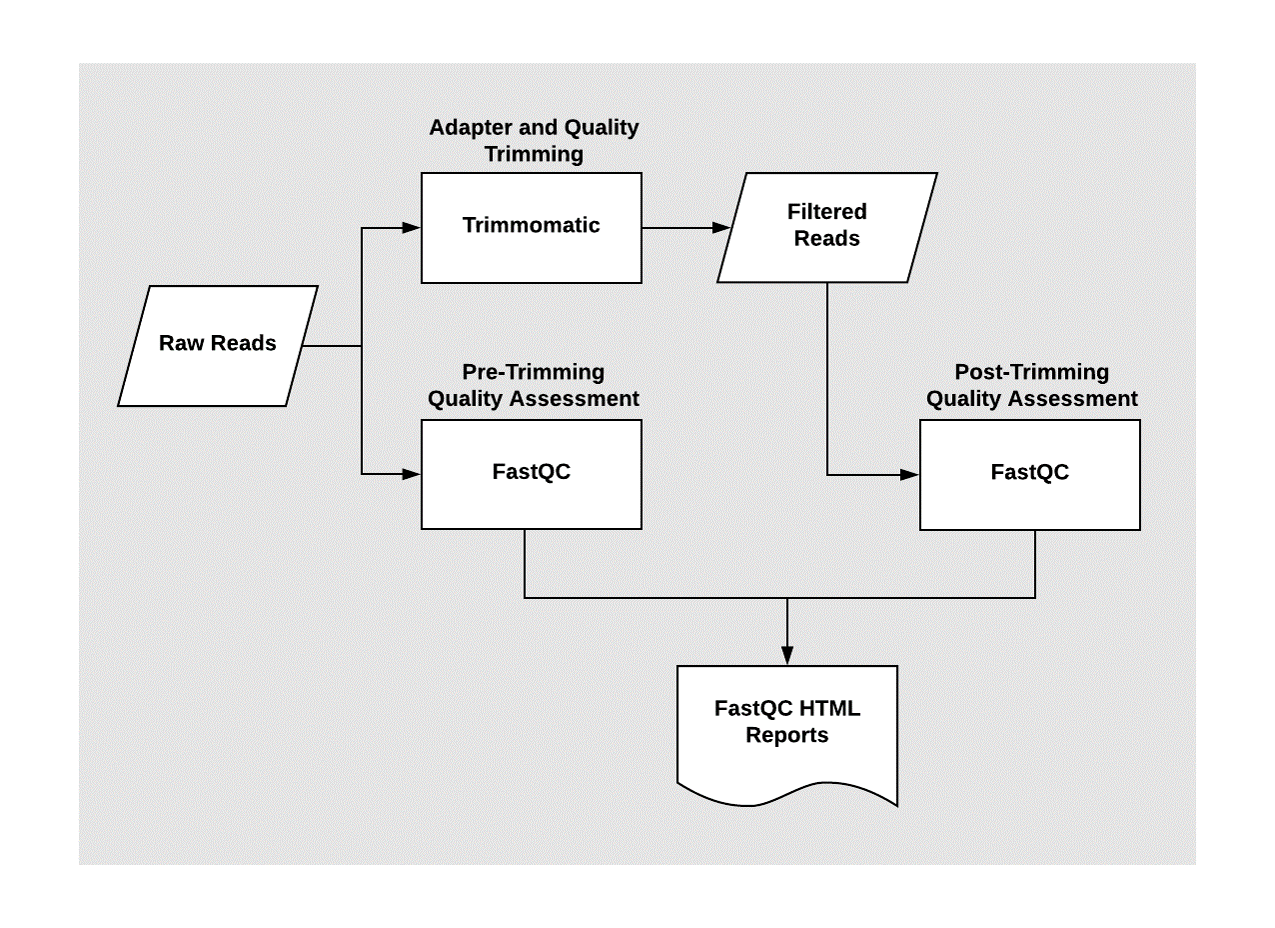 Adapter and Quality
Trimming
Trimmomatic
Filtered
Reads
Raw Reads
Pre-Trimming
Quality Assessment
FastQC
Post-Trimming
Quality Assessment
FastQC
FastQC HTML
Reports